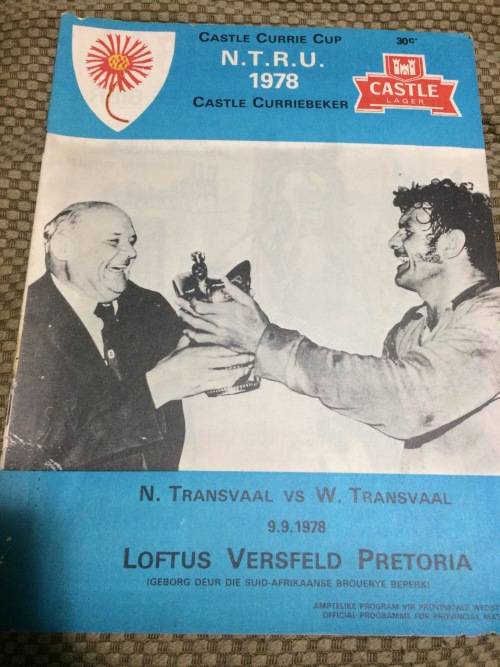 CASTLE CURRIE CUP
30c
N.T.R.U.
1978
CASTLE CURRIEBEKER
CASTLE
LAGER
N. TRANSVAAL VS W. TRANSVAAL
9.9.1978
LOFTUS VERSFELD PRETORIA
(GEBORG DEUR DIE SUID-AFRIKAANSE BROUERYE BEPERK)
AMPTELIKE PROGRAM VIR PROVINSIALE WEDST
OFFICIAL PROGRAMME FOR PROVINCIAL MAT